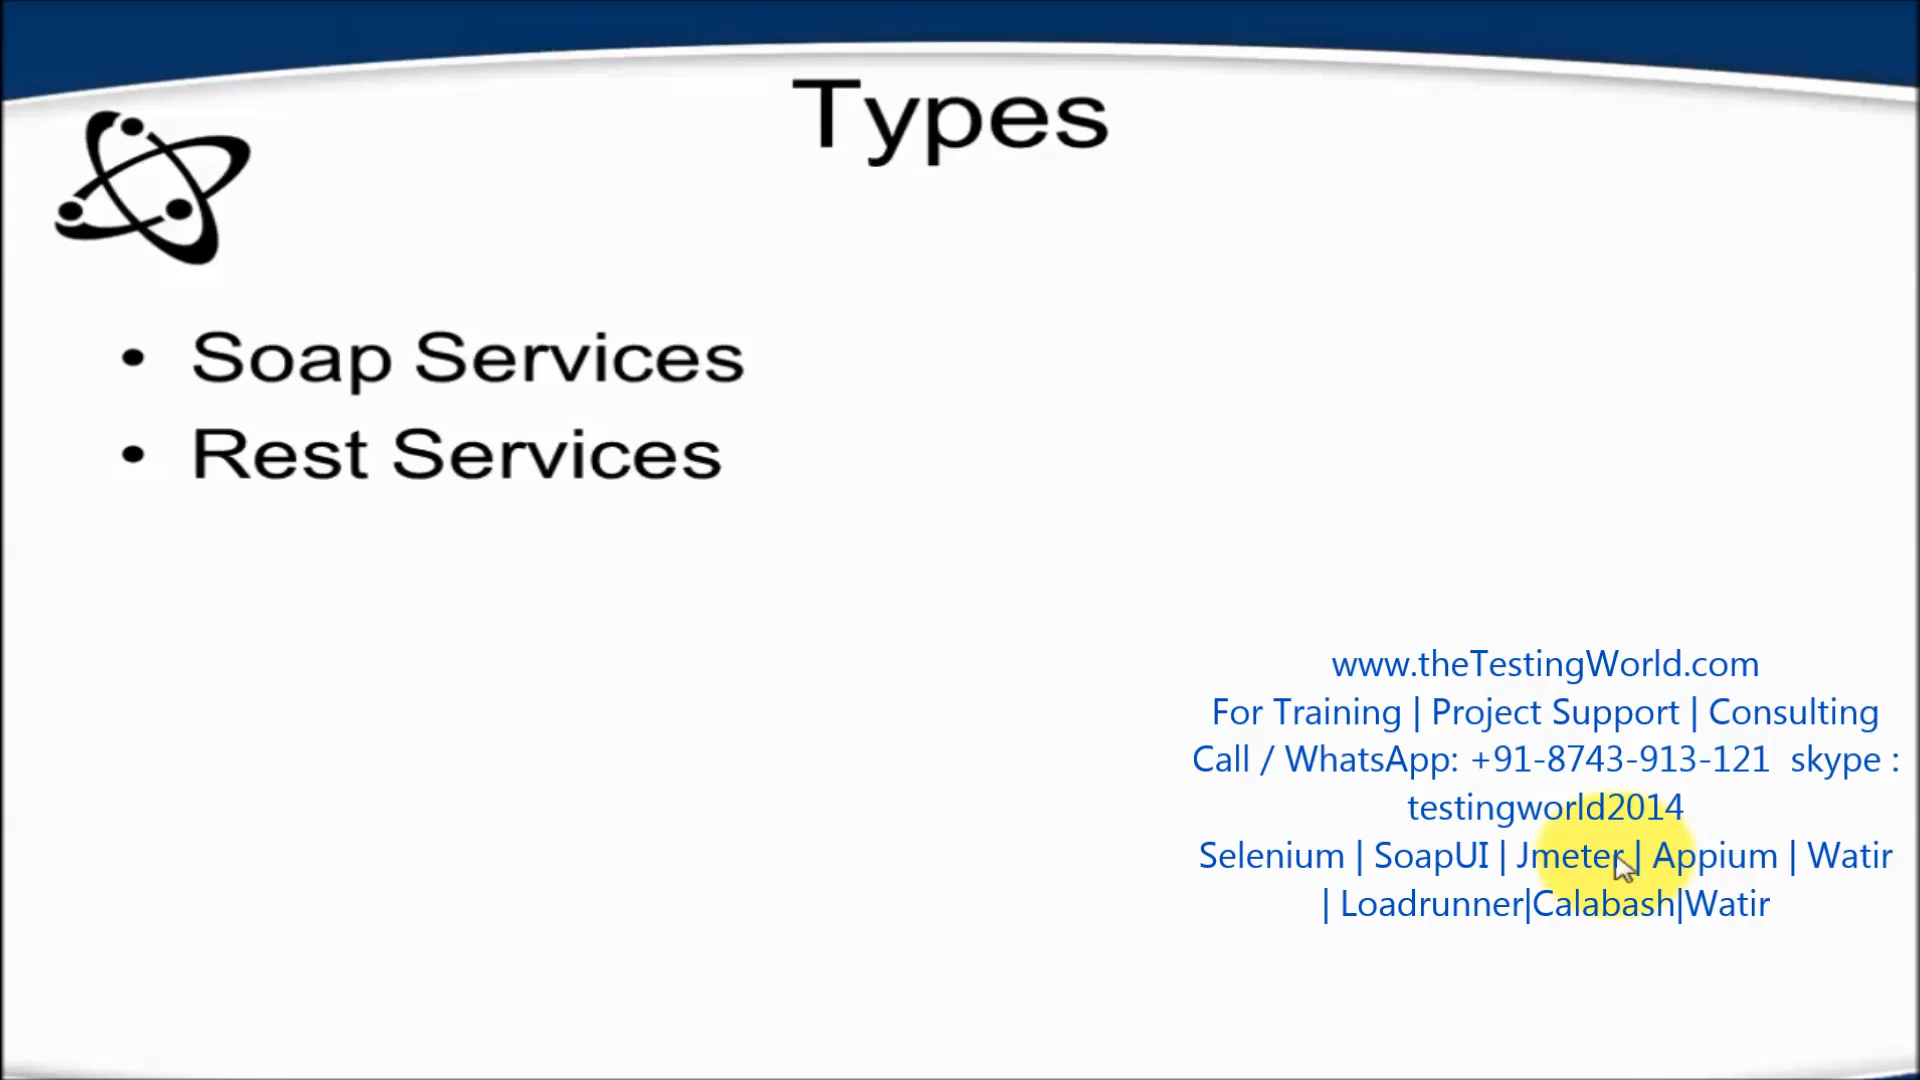 Types
• Soap Services
• Rest Services
www.theTestingWorld.com
For Training | Project Support | Consulting
Call / WhatsApp: +91-8743-913-121  skype :
testingworld2014
Selenium | SoapUI | Jmeter | Appium | Watir
| Loadrunner|Calabash|Watir